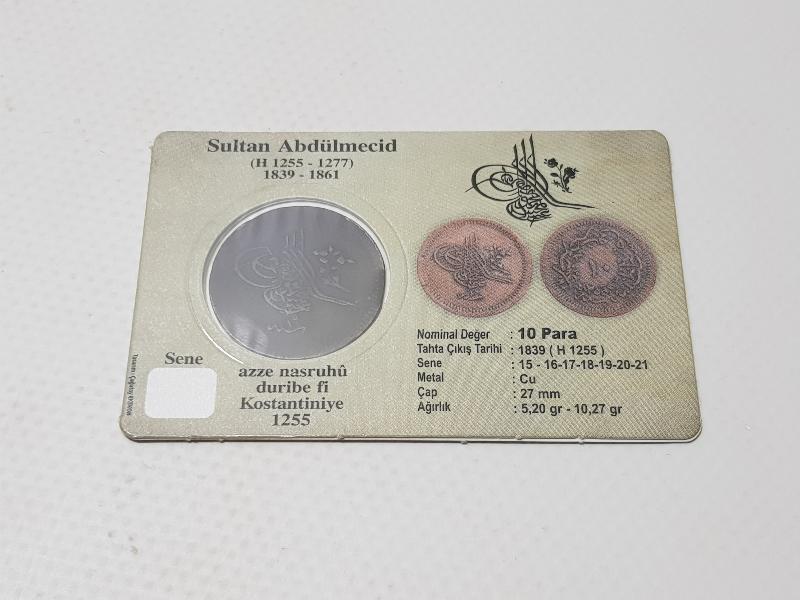 Sultan Abdülmecid
(H 1255 - 1277)
1839 - 1861
Sene
azze nasruhû
duribe fi
Kostantiniye
1255
Nominal Değer : 10 Para
Tahta Çıkış Tarihi : 1839 ( H 1255 )
Sene : 15 - 16-17-18-19-20-21
Metal : Cu
Çap : 27 mm
Ağırlık : 5,20 gr - 10,27 gr